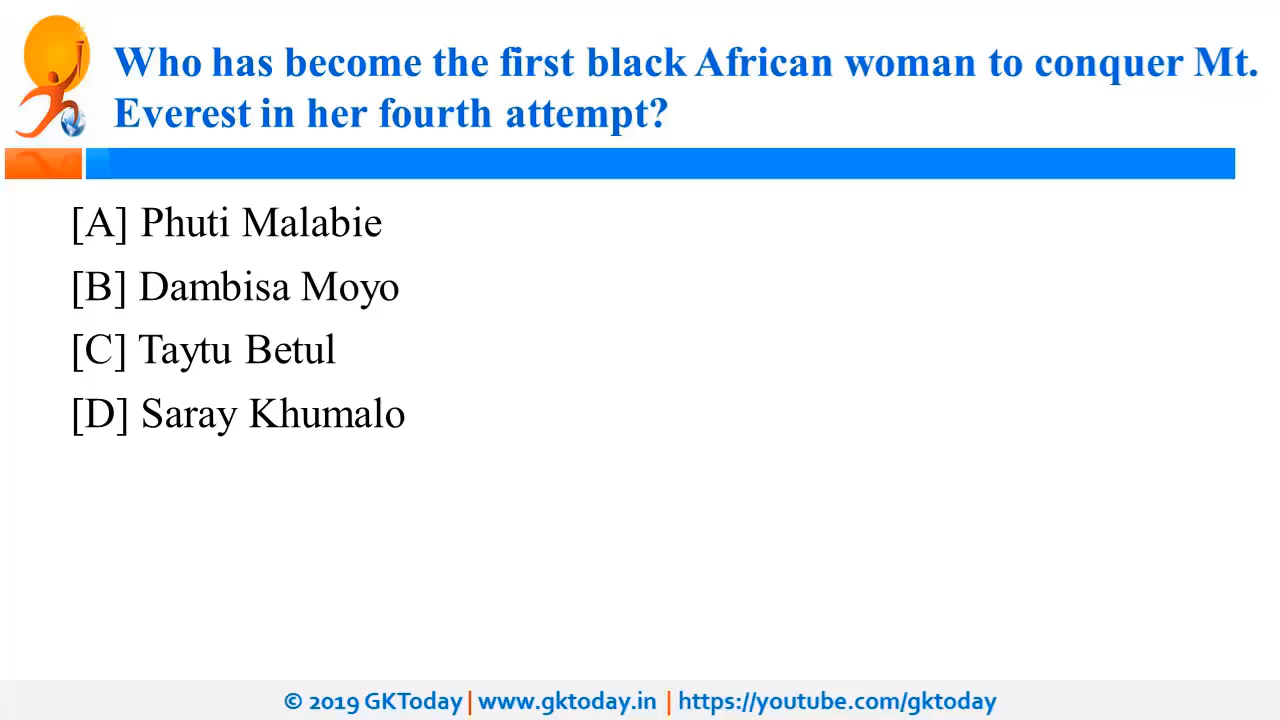 Who has become the first black African woman to conquer Mt.
Everest in her fourth attempt?
[A] Phuti Malabie
[B] Dambisa Moyo
[C] Taytu Betul
[D] Saray Khumalo
© 2019 GKToday | www.gktoday.in | https://youtube.com/gktoday